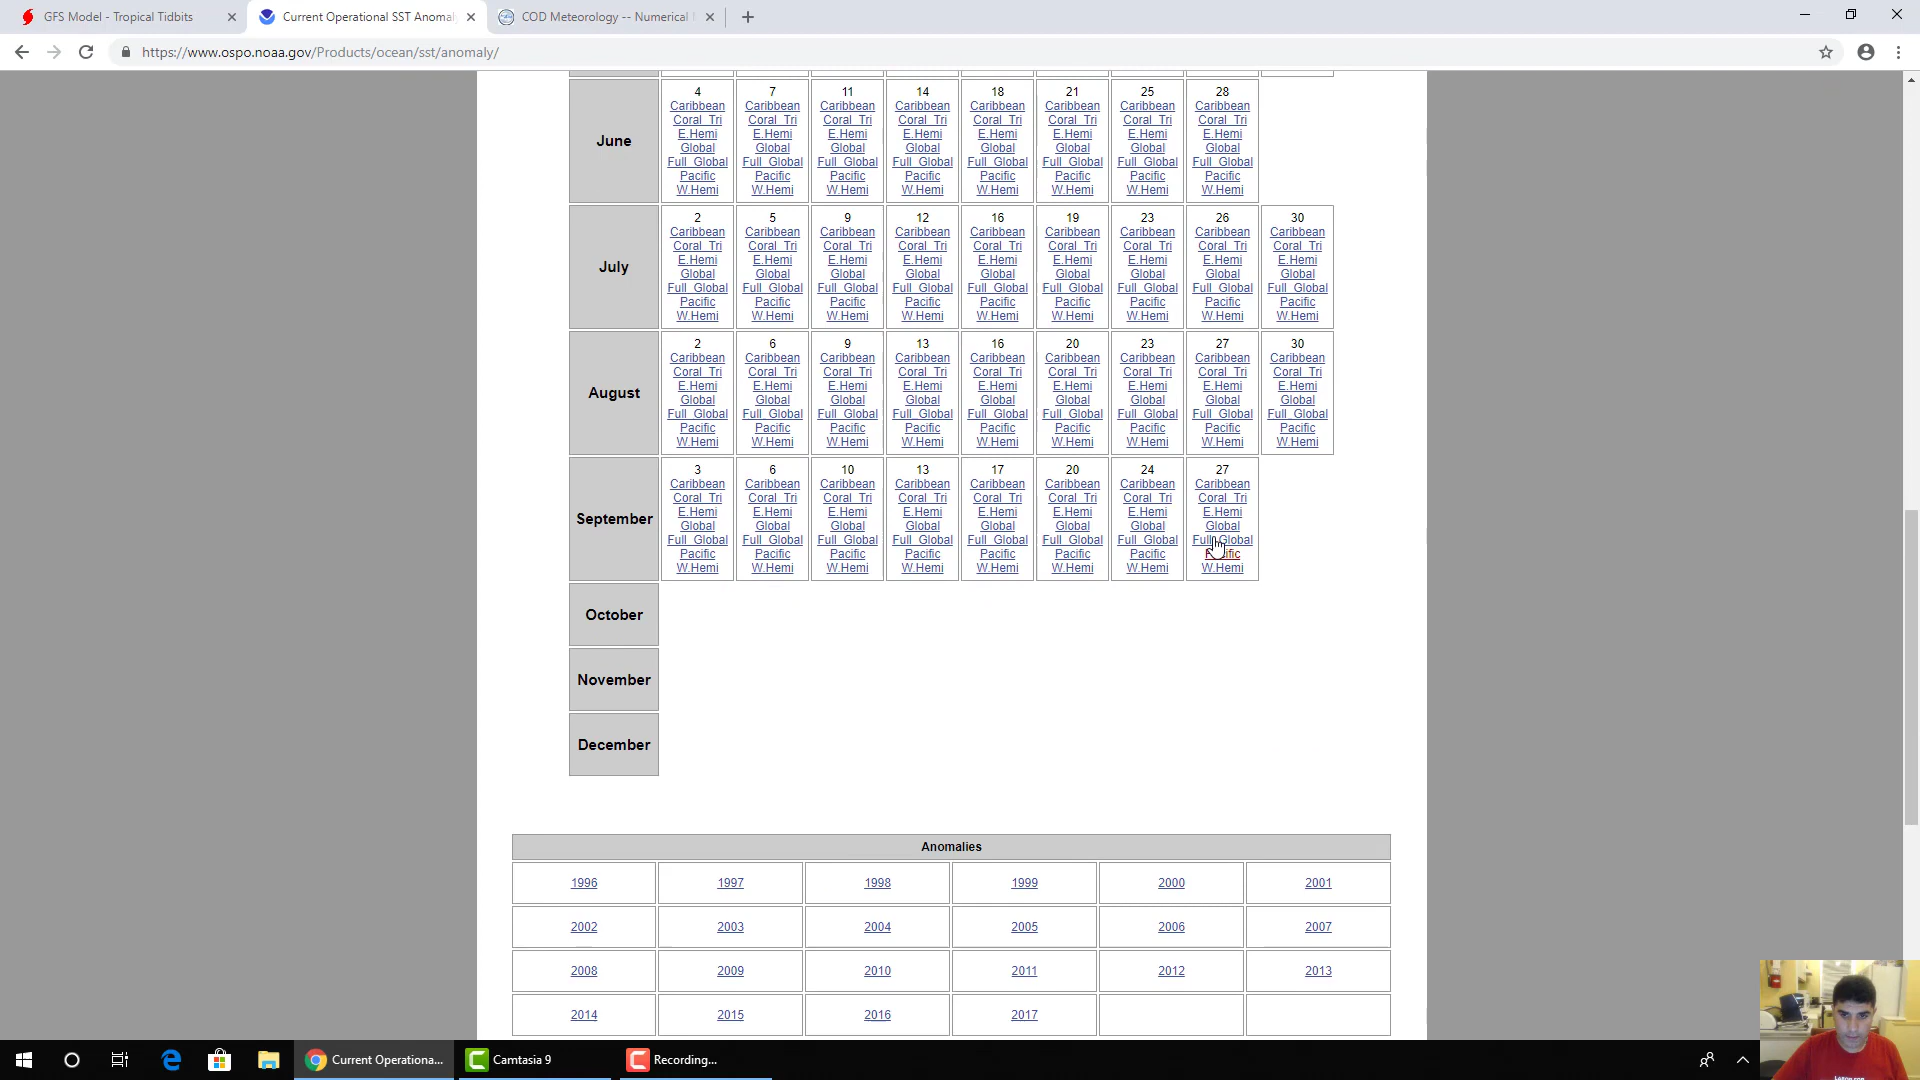 GFS Model - Tropical Tidbits
Current Operational SST Anomal
COD Meteorology -- Numerical
https://www.ospo.noaa.gov/Products/ocean/sst/anomaly/
4 7 11 14 18 21 25 28
Caribbean Caribbean Caribbean Caribbean Caribbean Caribbean Caribbean Caribbean
Coral_Tri Coral_Tri Coral_Tri Coral_Tri Coral_Tri Coral_Tri Coral_Tri Coral_Tri
E.Hemi E.Hemi E.Hemi E.Hemi E.Hemi E.Hemi E.Hemi E.Hemi
June
Global Global Global Global Global Global Global Global
Full_Global Full_Global Full_Global Full_Global Full_Global Full_Global Full_Global Full_Global
Pacific Pacific Pacific Pacific Pacific Pacific Pacific Pacific
W.Hemi W.Hemi W.Hemi W.Hemi W.Hemi W.Hemi W.Hemi W.Hemi
2 5 9 12 16 19 23 26 30
Caribbean Caribbean Caribbean Caribbean Caribbean Caribbean Caribbean Caribbean Caribbean
Coral_Tri Coral_Tri Coral_Tri Coral_Tri Coral_Tri Coral_Tri Coral_Tri Coral_Tri Coral_Tri
E.Hemi E.Hemi E.Hemi E.Hemi E.Hemi E.Hemi E.Hemi E.Hemi E.Hemi
July
Global Global Global Global Global Global Global Global Global
Full_Global Full_Global Full_Global Full_Global Full_Global Full_Global Full_Global Full_Global Full_Global
Pacific Pacific Pacific Pacific Pacific Pacific Pacific Pacific Pacific
W.Hemi W.Hemi W.Hemi W.Hemi W.Hemi W.Hemi W.Hemi W.Hemi W.Hemi
2 6 9 13 16 20 23 27 30
Caribbean Caribbean Caribbean Caribbean Caribbean Caribbean Caribbean Caribbean Caribbean
Coral_Tri Coral_Tri Coral_Tri Coral_Tri Coral_Tri Coral_Tri Coral_Tri Coral_Tri Coral_Tri
E.Hemi E.Hemi E.Hemi E.Hemi E.Hemi E.Hemi E.Hemi E.Hemi E.Hemi
August
Global Global Global Global Global Global Global Global Global
Full_Global Full_Global Full_Global Full_Global Full_Global Full_Global Full_Global Full_Global Full_Global
Pacific Pacific Pacific Pacific Pacific Pacific Pacific Pacific Pacific
W.Hemi W.Hemi W.Hemi W.Hemi W.Hemi W.Hemi W.Hemi W.Hemi W.Hemi
3 6 10 13 17 20 24 27
Caribbean Caribbean Caribbean Caribbean Caribbean Caribbean Caribbean Caribbean
Coral_Tri Coral_Tri Coral_Tri Coral_Tri Coral_Tri Coral_Tri Coral_Tri Coral_Tri
E.Hemi E.Hemi E.Hemi E.Hemi E.Hemi E.Hemi E.Hemi E.Hemi
September
Global Global Global Global Global Global Global Global
Full_Global Full_Global Full_Global Full_Global Full_Global Full_Global Full_Global Full_Global
Pacific Pacific Pacific Pacific Pacific Pacific Pacific Pacific
W.Hemi W.Hemi W.Hemi W.Hemi W.Hemi W.Hemi W.Hemi W.Hemi
October
November
December
Anomalies
1996 1997 1998 1999 2000 2001
2002 2003 2004 2005 2006 2007
2008 2009 2010 2011 2012 2013
2014 2015 2016 2017
Current Operationa...
Camtasia 9
Recording...